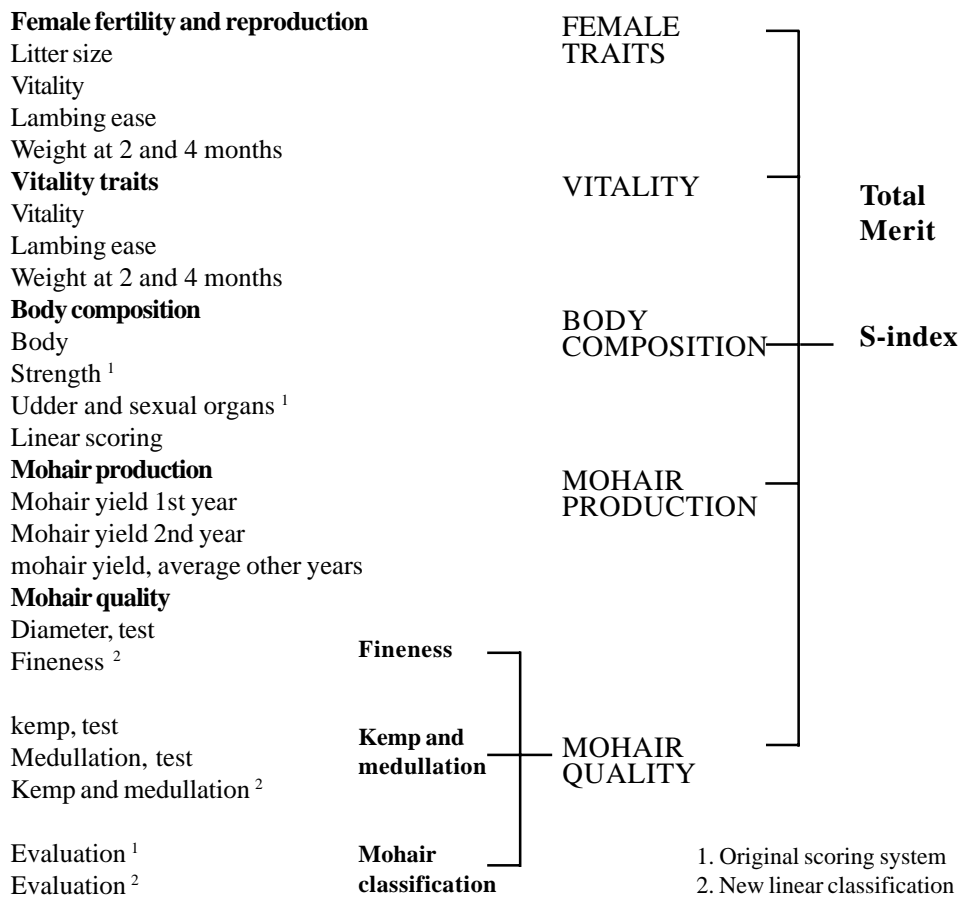 Female fertility and reproduction
Litter size
Vitality
Lambing ease
Weight at 2 and 4 months
Vitality traits
Vitality
Lambing ease
Weight at 2 and 4 months
Body composition
Body
Strength 1
Udder and sexual organs 1
Linear scoring
Mohair production
Mohair yield 1st year
Mohair yield 2nd year
mohair yield, average other years
Mohair quality
Diameter, test
Fineness 2
kemp, test
Medullation, test
Kemp and medullation 2
Evaluation 1
Evaluation 2
Fineness
Kemp and
medullation
Mohair
classification
FEMALE
TRAITS
VITALITY
BODY
COMPOSITION
MOHAIR
PRODUCTION
MOHAIR
QUALITY
Total
Merit
S-index
1. Original scoring system
2. New linear classification